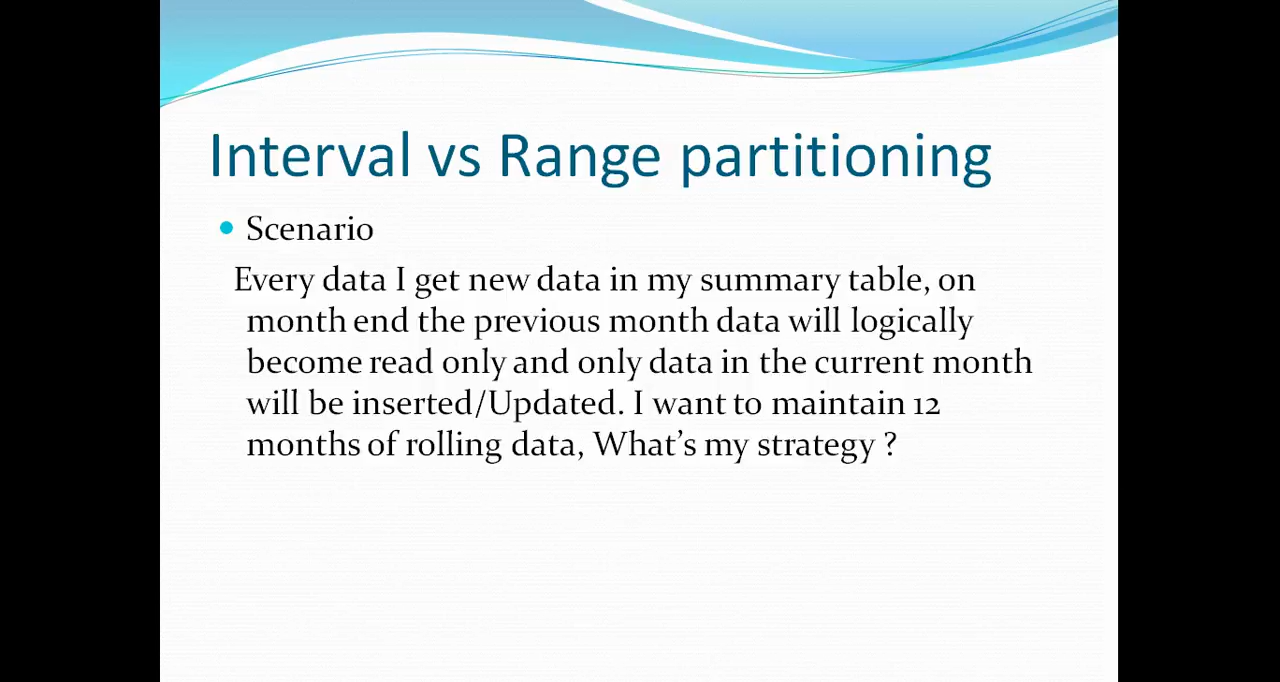 Interval vs Range partitioning
Scenario
Every data I get new data in my summary table, on
month end the previous month data will logically
become read only and only data in the current month
will be inserted/Updated. I want to maintain 12
months of rolling data, What’s my strategy ?